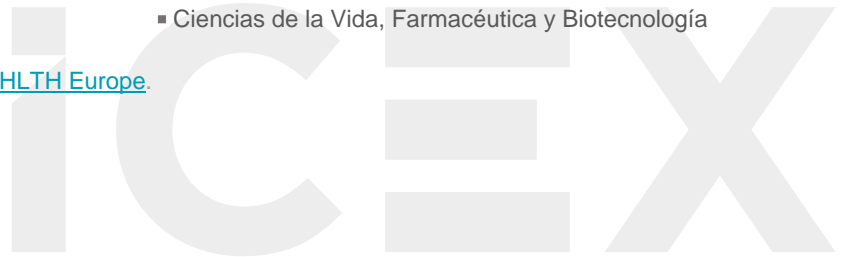 ▪ Ciencias de la Vida, Farmacéutica y Biotecnología
HLTH Europe.
iCEX